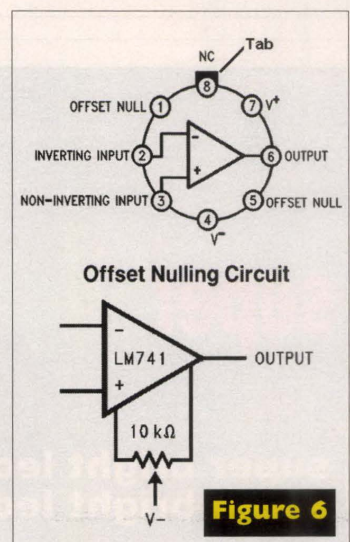 Tab
NC
8
OFFSET NULL 1
7 V+
INVERTING INPUT 2
-
6 OUTPUT
+
NON-INVERTING INPUT 3
5 OFFSET NULL
4
V-
Offset Nulling Circuit
-
LM741
OUTPUT
+
10 kΩ
V-
Figure 6